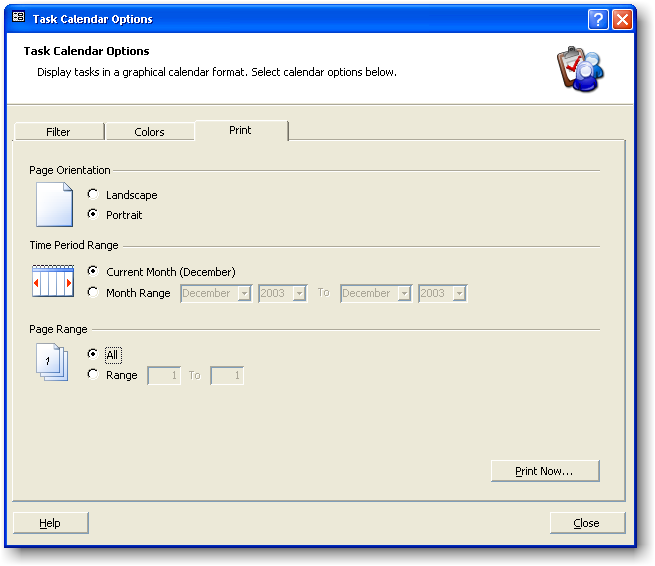 Task Calendar Options
Task Calendar Options
Display tasks in a graphical calendar format. Select calendar options below.
Filter Colors Print
Page Orientation
Landscape
Portrait
Time Period Range
Current Month (December)
Month Range December 2003 To December 2003
Page Range
1 All
Range 1 To 1
Print Now...
Help Close